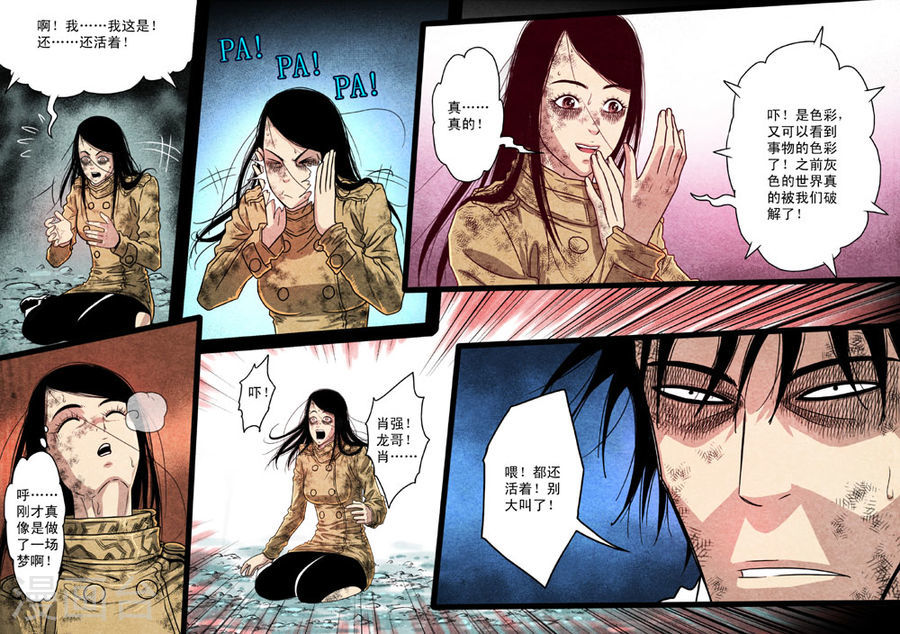 啊！我……我这是！
还……还活着！
PA!
PA!
PA!
真……
真的！
吓！是色彩，
又可以看到
事物的色彩
了！之前灰
色的世界真
的被我们破
解了！
呼……真做
刚才是一场
像了梦啊！
吓！
肖强！
龙哥！
肖……
喂！都还
活着！别
大叫了！
漫画台